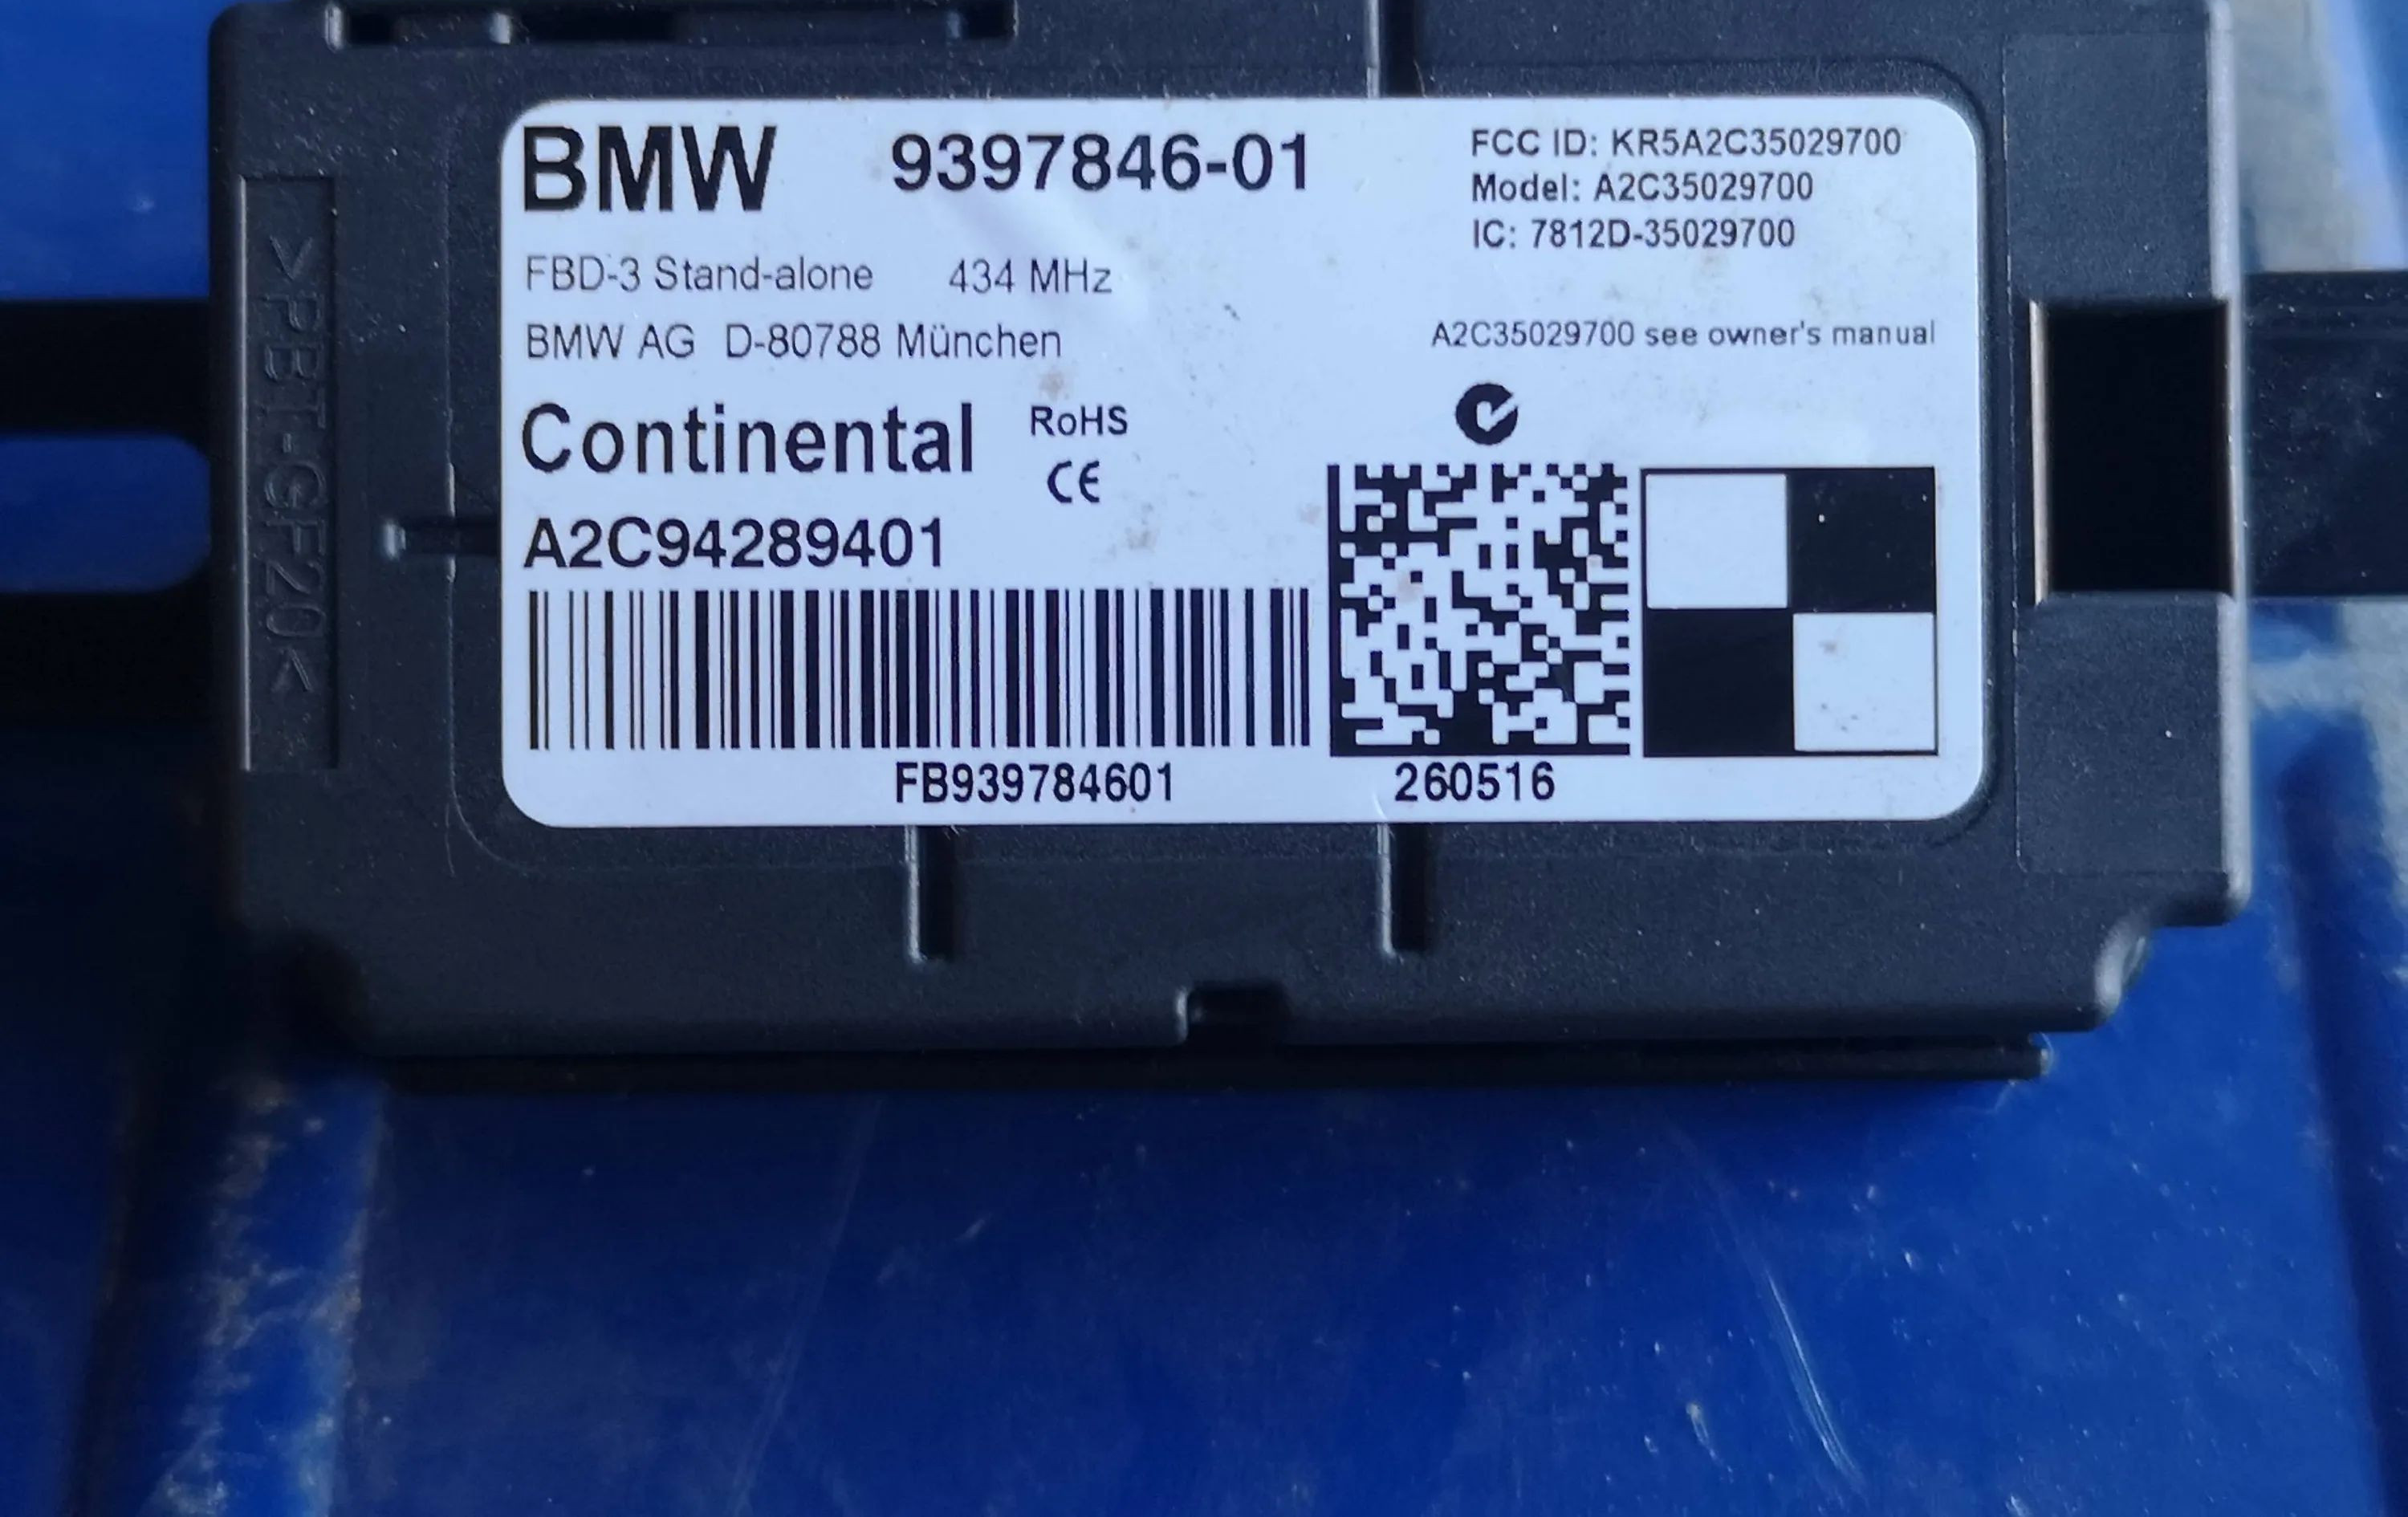 BMW 9397846-01
FCC ID: KR5A2C35029700
Model: A2C35029700
IC: 7812D-35029700
FBD-3 Stand-alone 434 MHz
BMW AG D-80788 München
A2C35029700 see owner's manual
Continental RoHS
CE
A2C94289401
FB939784601 260516
>PBT-GF20<